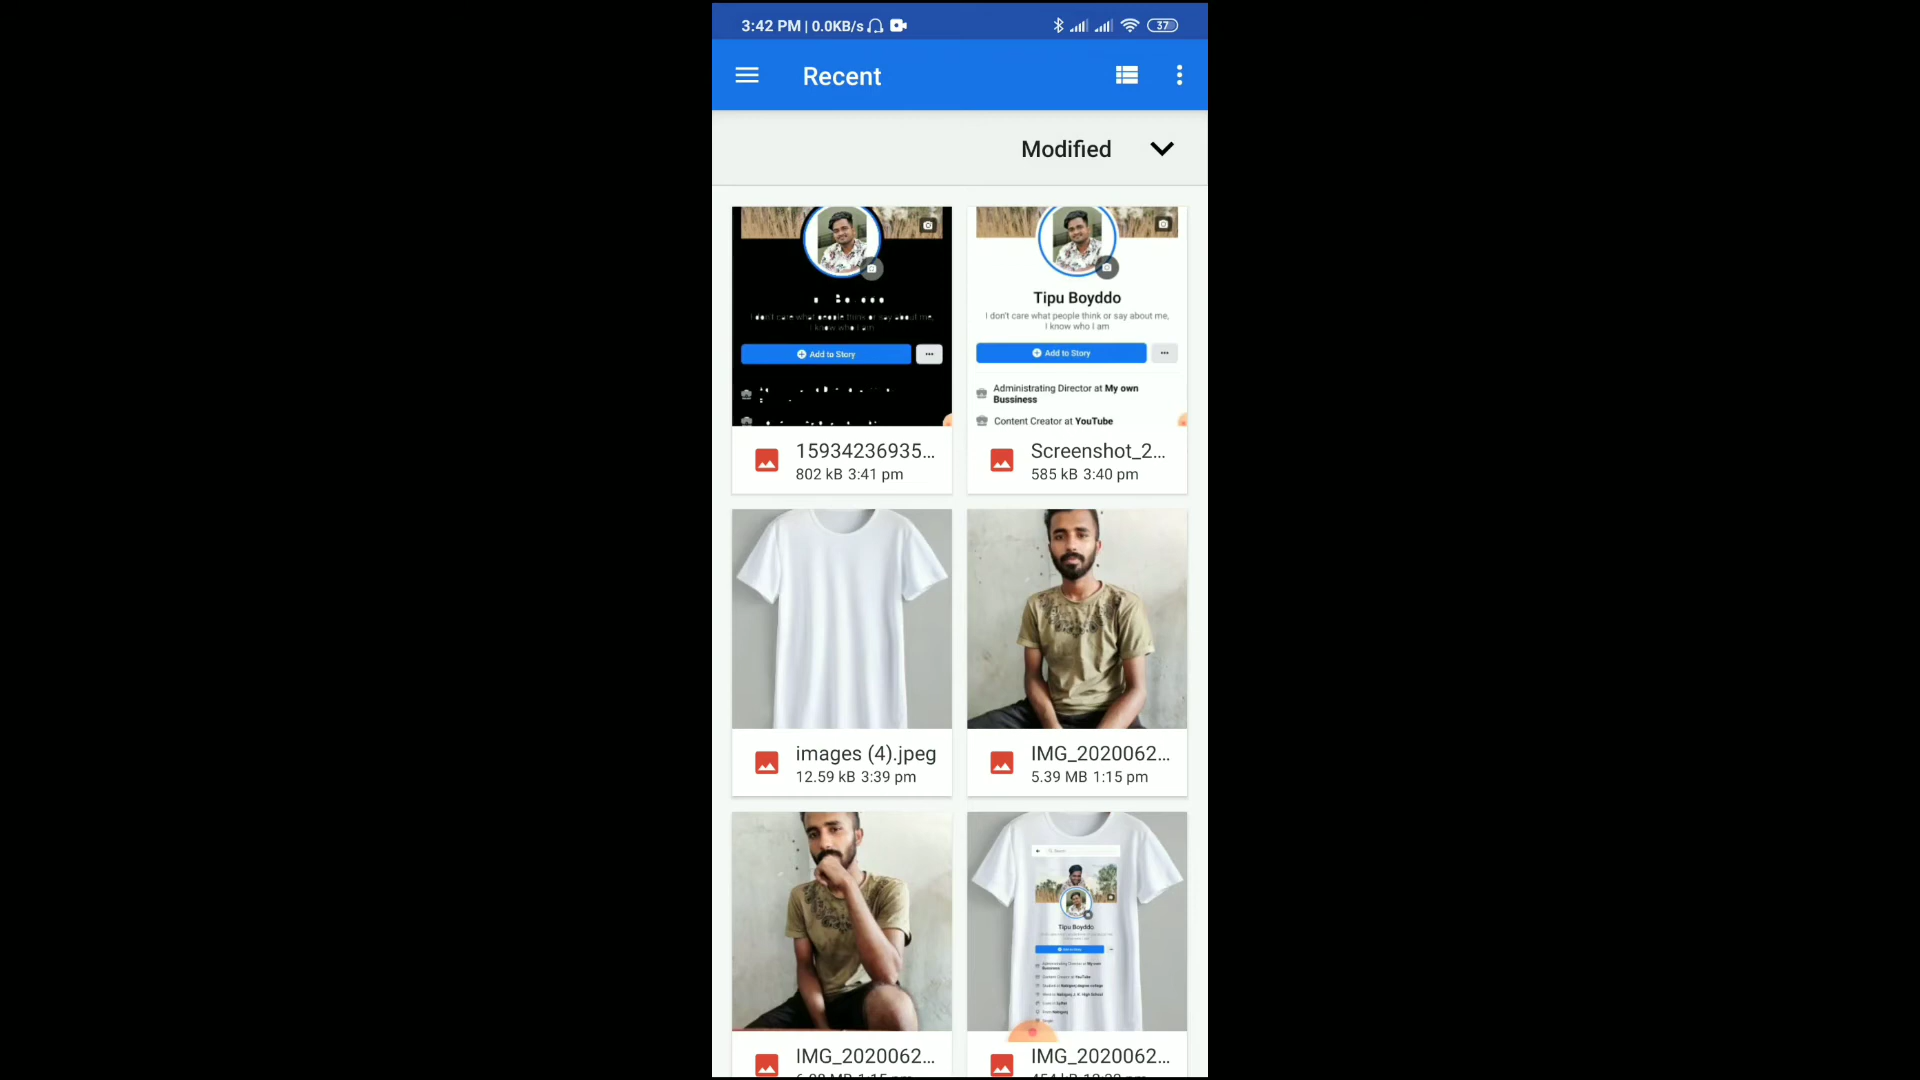 3:42 PM | 0.0KB/s
37
Recent
Modified
Add to Story
15934236935...
802 kB 3:41 pm
Tipu Boyddo
I don't care what people think or say about me,
I know who I am
Add to Story
Administrating Director at My own
Bussiness
Content Creator at YouTube
Screenshot_2...
585 kB 3:40 pm
images (4).jpeg
12.59 kB 3:39 pm
IMG_2020062...
5.39 MB 1:15 pm
IMG_2020062...
Tipu Boyddo
IMG_2020062...